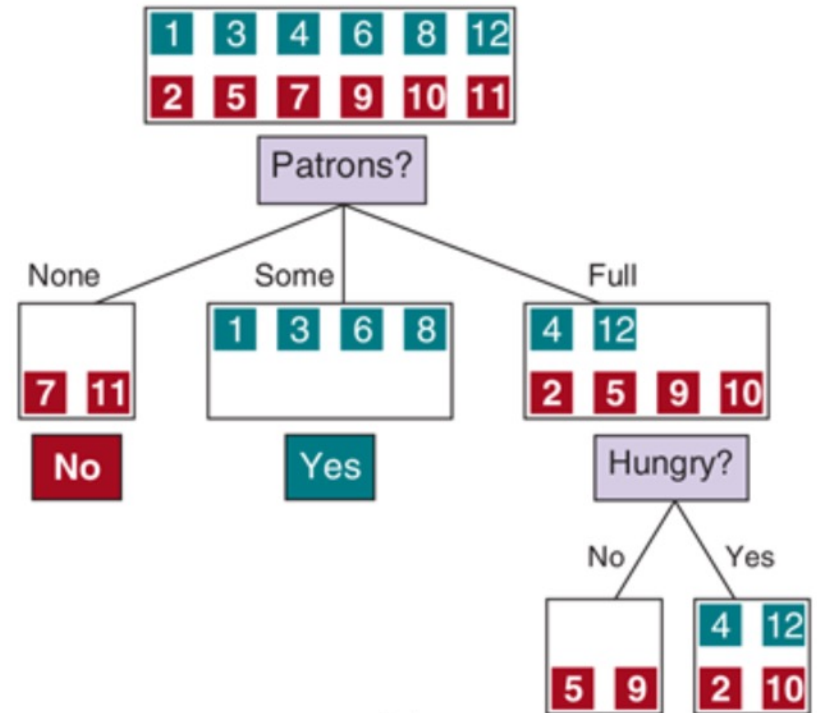 1 3 4 6 8 12
2 5 7 9 10 11
Patrons?
None Some Full
1 3 6 8 4 12
7 11 2 5 9 10
No Yes Hungry?
No Yes
4 12
5 9 2 10